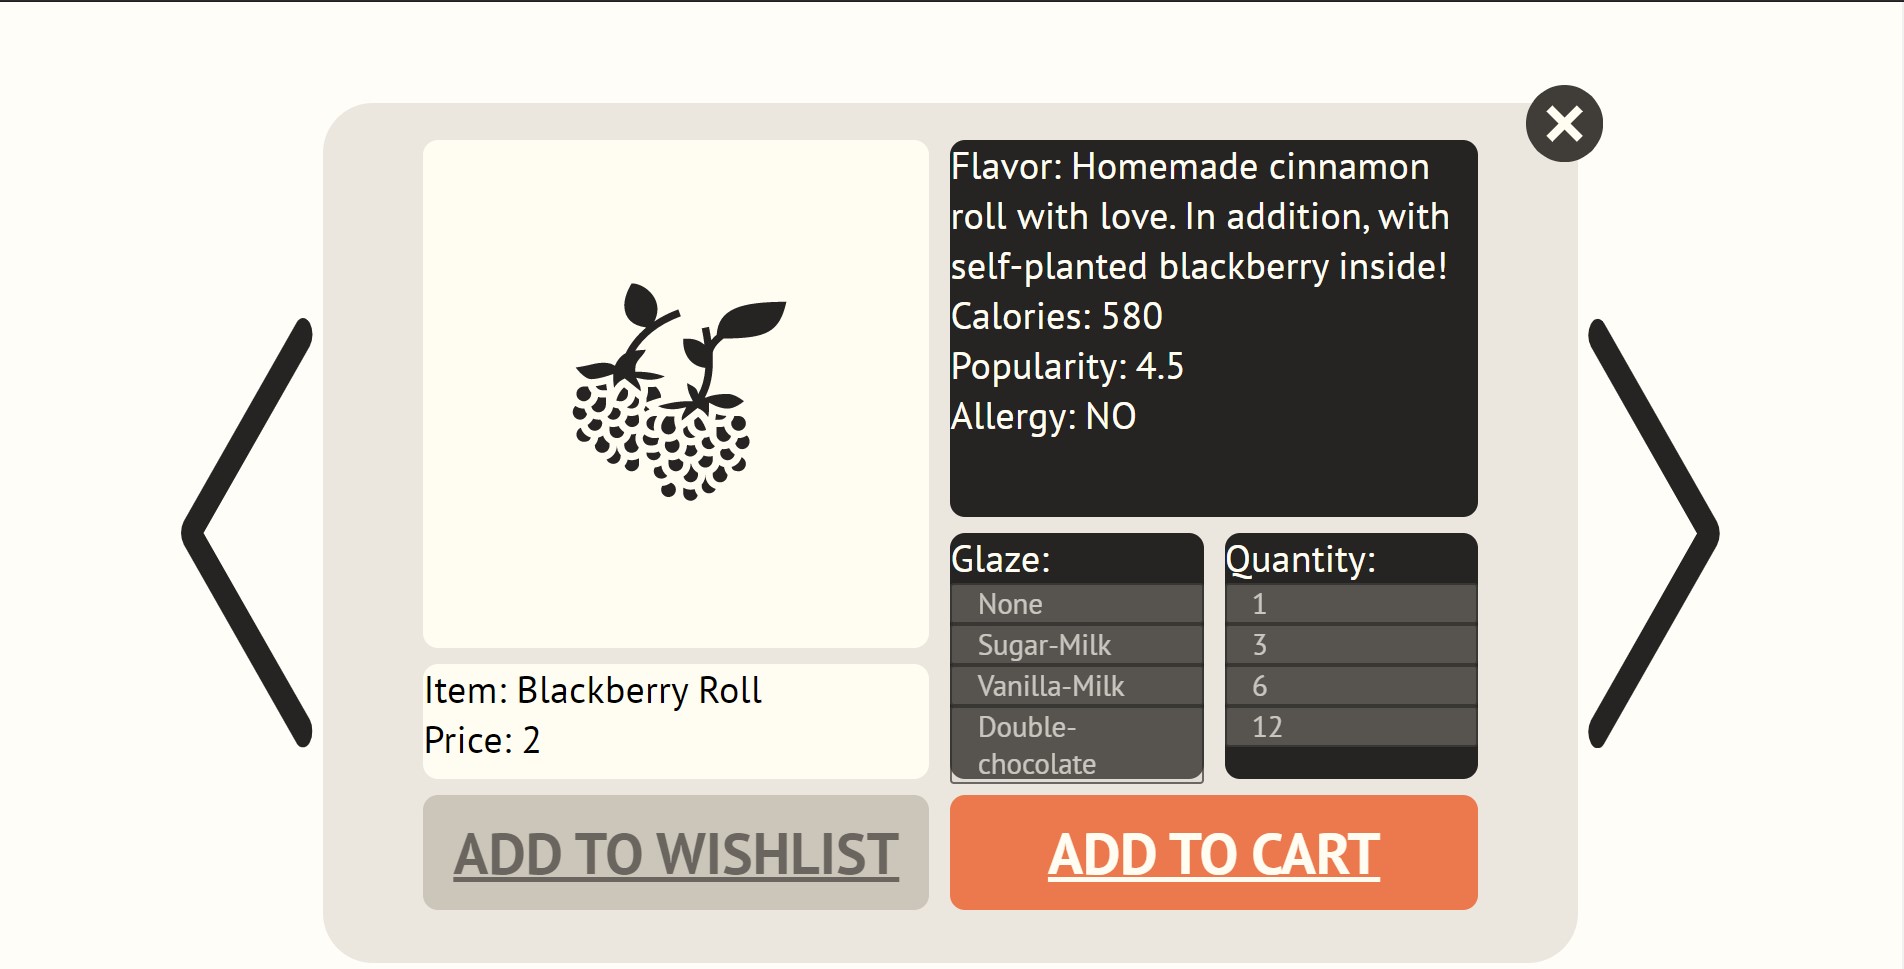 Flavor: Homemade cinnamon
roll with love. In addition, with
self-planted blackberry inside!
Calories: 580
Popularity: 4.5
Allergy: NO
Item: Blackberry Roll
Price: 2
Glaze:
None
Sugar-Milk
Vanilla-Milk
Double-
chocolate
Quantity:
1
3
6
12
ADD TO WISHLIST
ADD TO CART